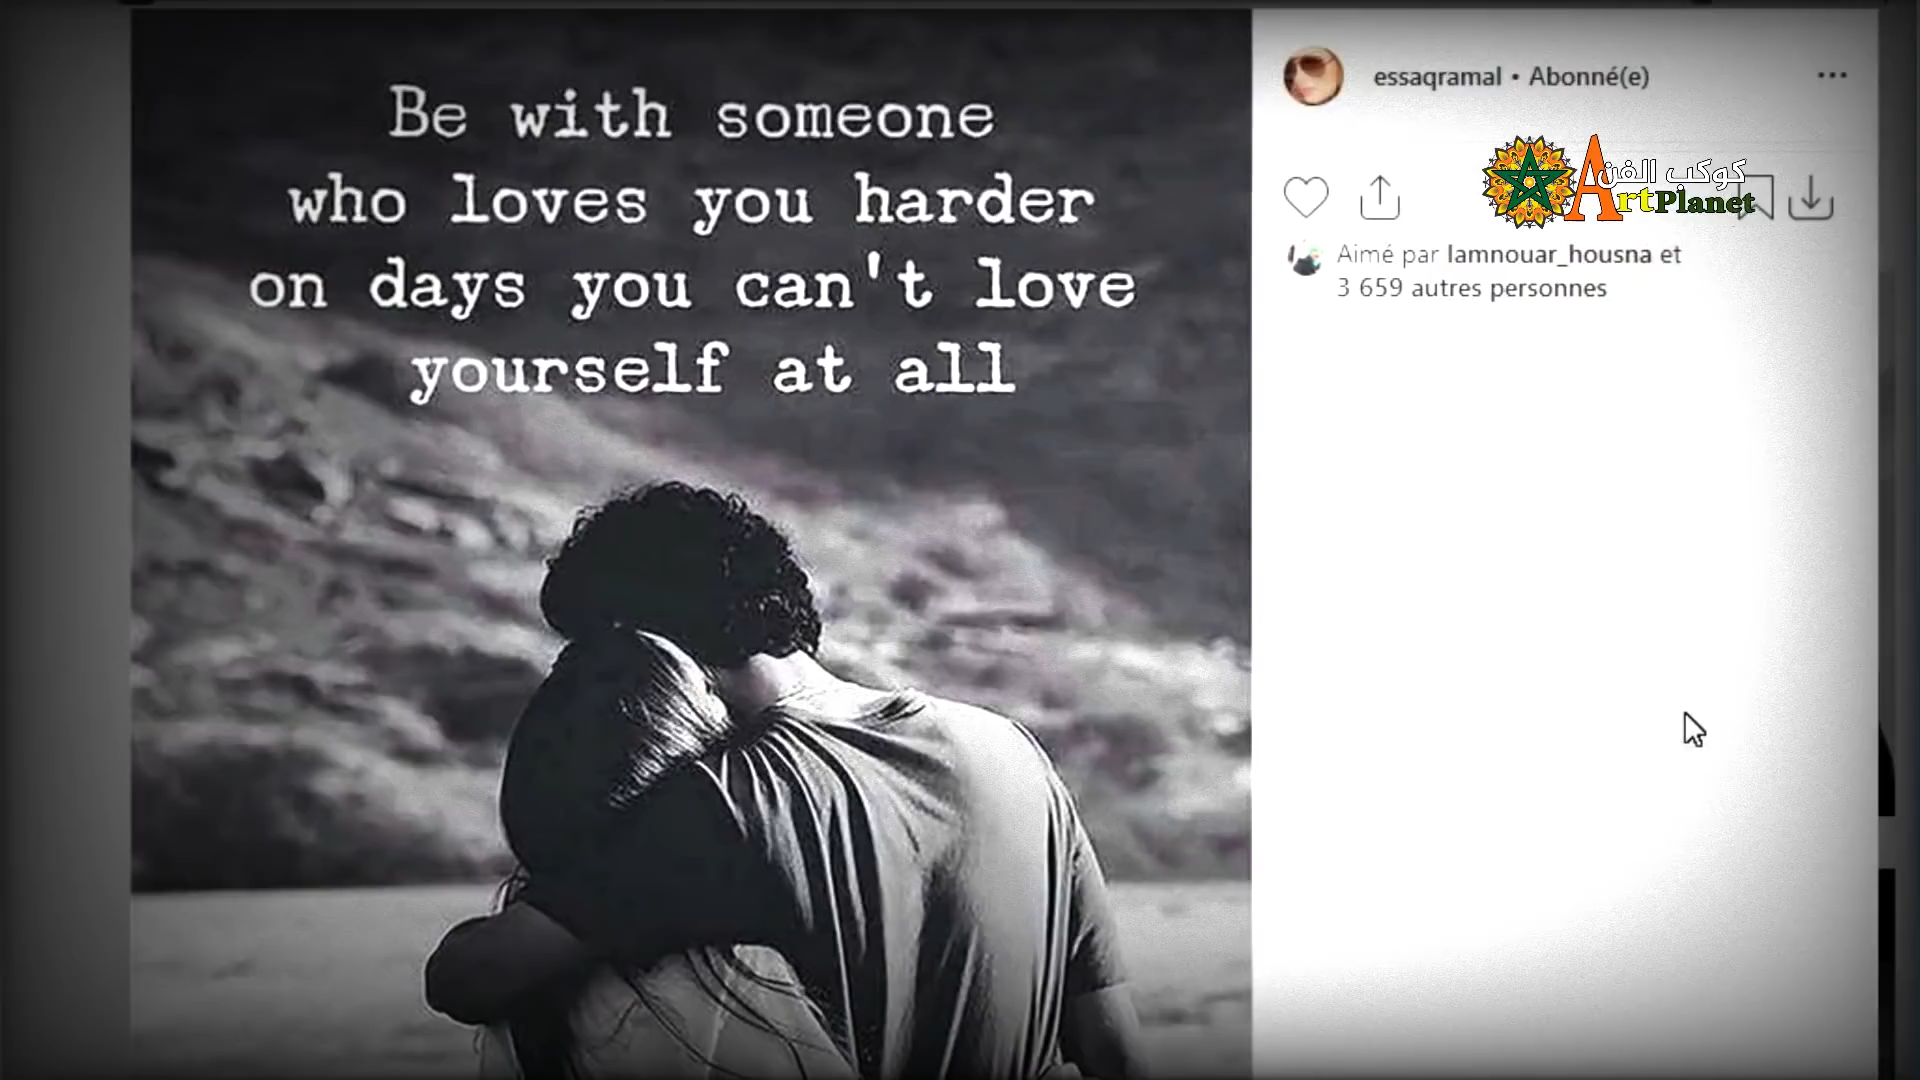 Be with someone
who loves you harder
on days you can't love
yourself at all
essaqramal • Abonné(e)
كوكب الفن
ArtPlanet
Aimé par lamnouar_housna et
3 659 autres personnes